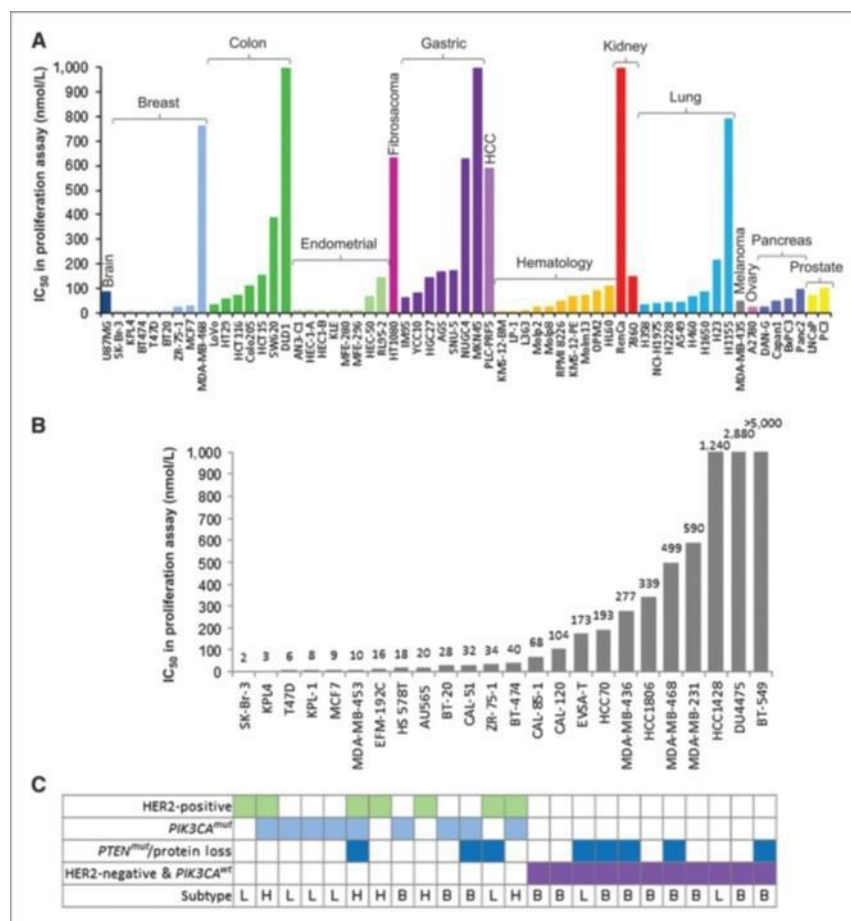 A
Colon
Gastric
Kidney
Breast
Fibrosacoma
HCC
Lung
Endometrial
Hematology
Brain
Melanoma
Ovary
Pancreas
Prostate
IC50 in proliferation assay (nmol/L)
1,000
900
800
700
600
500
400
300
200
100
0
U87MG
SK-Br-3
KPL4
BT474
T47D
BT20
ZR-75-1
MCF7
MDA-MB-468
LoVo
HT129
HCT116
Colo205
HCT15
SW620
DLD1
AN3-C1
HEC-1-A
HEC1-B
KLE
MFE-280
MFE-296
HEC-50
RL95-2
HT1080
IM95
YCC10
HGC27
AGS
SNU-5
NUGC4
MKN45
PLC-PRF5
KMS-12-BM
LP-1
L363
Molp2
Molp8
RPMI 8226
KMS-12-PE
Molm13
OPM2
HL60
RenCa
7860
H358
NCI-H1975
H2228
A549
H460
H1650
H23
H1155
MDA-MB-435
A2780
DAN-G
Capan1
BxPC3
Panc2
LNCaP
PC3
B
IC50 in proliferation assay (nmol/L)
1,000
900
800
700
600
500
400
300
200
100
0
2 3 6 8 9 10 16 18 20 28 32 34 40 68 104 173 193 277 339 499 590 1,240 2,880 >5,000
SK-Br-3
KPL4
T47D
KPL-1
MCF7
MDA-MB-453
EFM-192C
HS 578T
AU565
BT-20
CAL-51
ZR-75-1
BT-474
CAL-85-1
CAL-120
EVSA-T
HCC70
MDA-MB-436
HCC1806
MDA-MB-468
MDA-MB-231
HCC1428
DU4475
BT-549
C
HER2-positive
PIK3CAmut
PTENmut/protein loss
HER2-negative & PIK3CAwt
Subtype L H L L L H H B H B B L H B B L B B B B B L B B